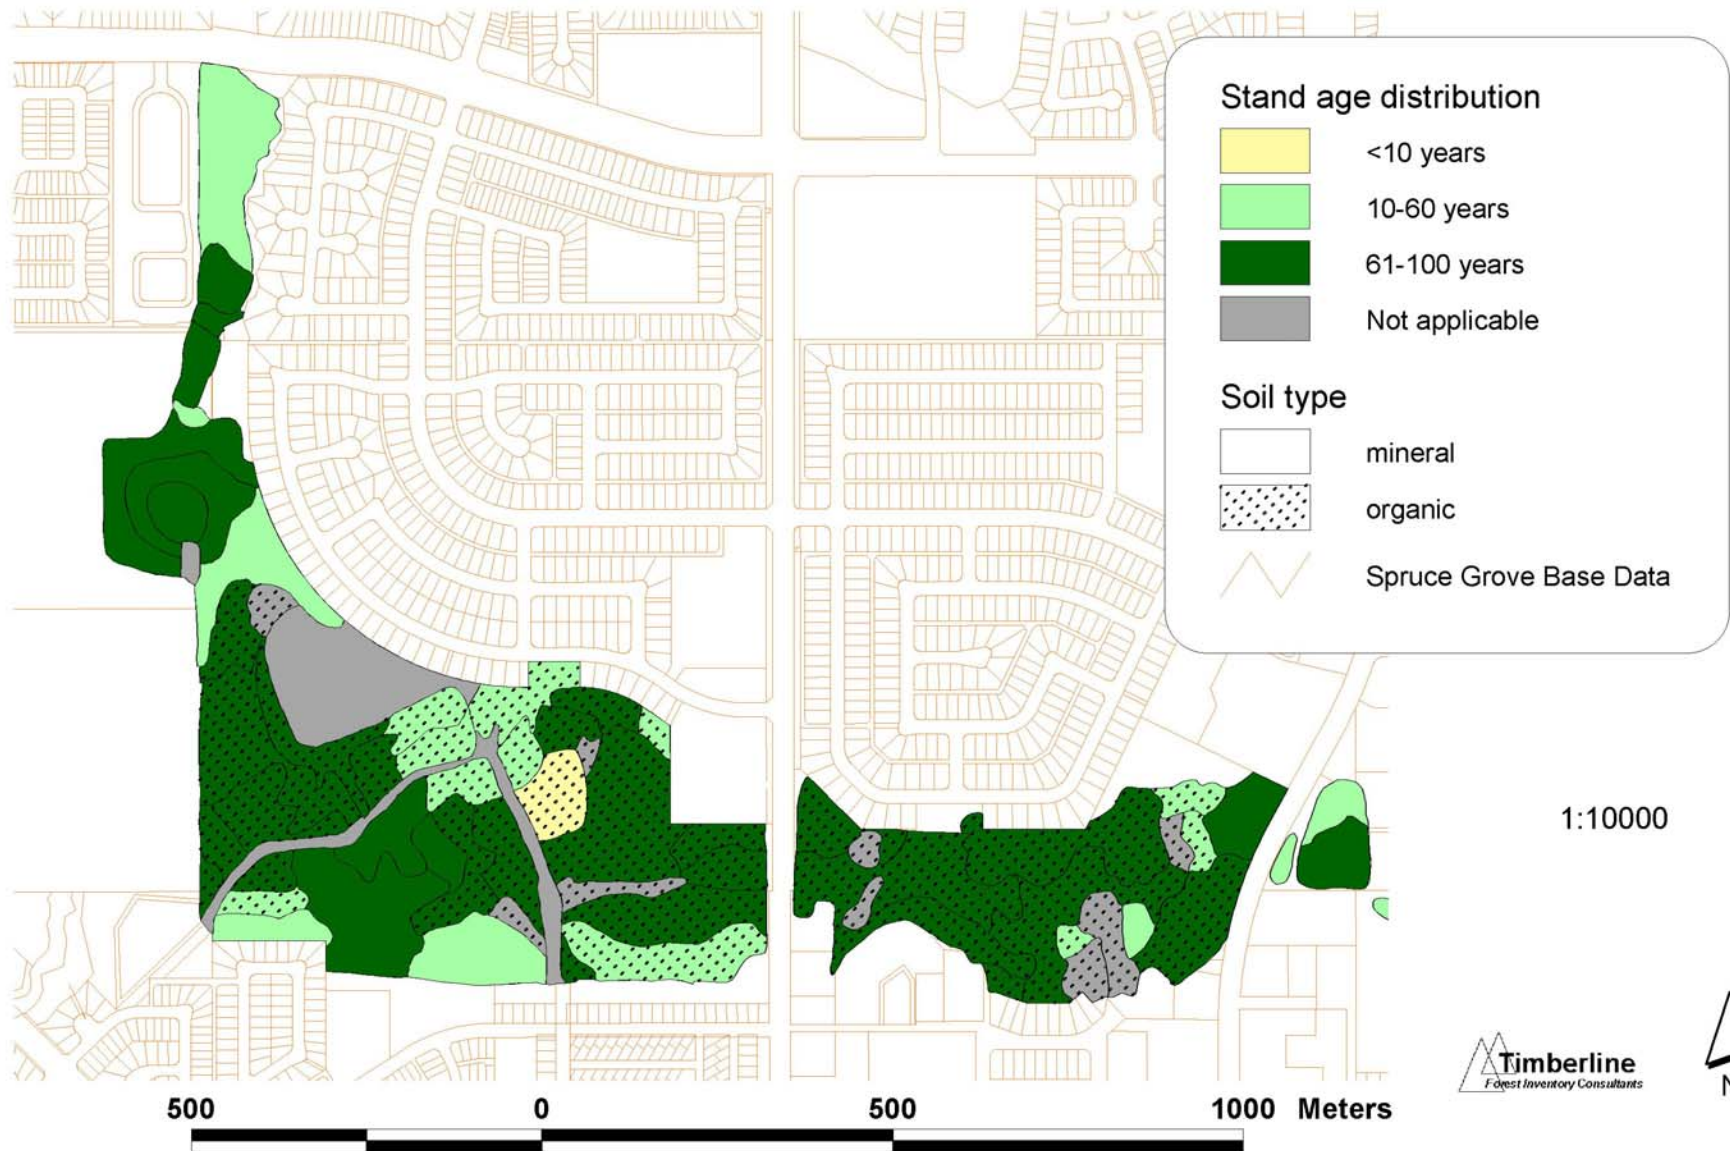 Stand age distribution
<10 years
10-60 years
61-100 years
Not applicable
Soil type
mineral
organic
Spruce Grove Base Data
1:10000
Timberline
Forest Inventory Consultants
N
500 0 500 1000 Meters